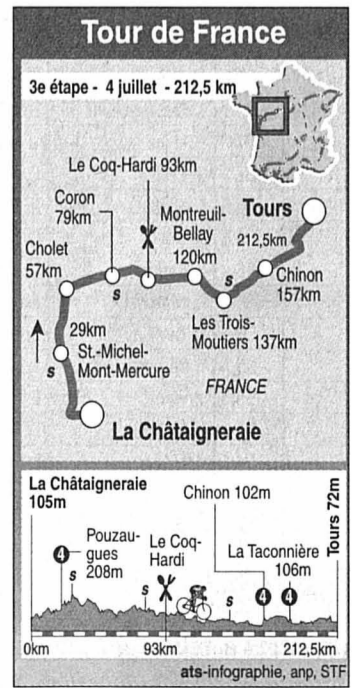 Tour de France
3e étape - 4 juillet - 212,5 km
Le Coq-Hardi 93km
Coron
79km
Montreuil-
Bellay
120km
Tours
212,5km
Cholet
57km
s
s
Chinon
157km
29km
St.-Michel-
Mont-Mercure
s
Les Trois-
Moutiers 137km
FRANCE
La Châtaigneraie
La Châtaigneraie
105m
Chinon 102m
Tours 72m
4
Pouzau-
gues
208m
s
Le Coq-
Hardi
s
La Taconnière
106m
s
4
4
0km
93km
212,5km
ats-infographie, anp, STF